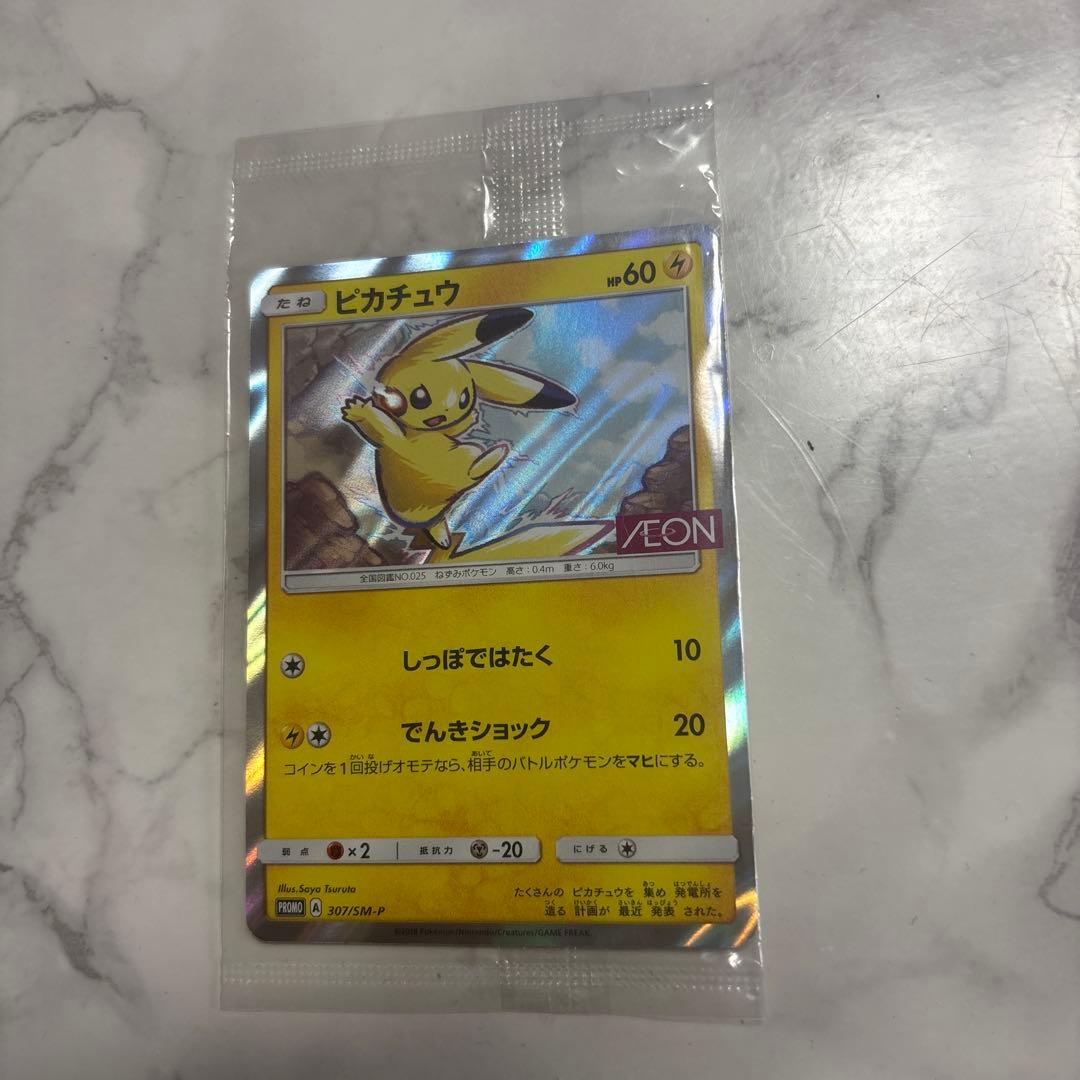 たね ピカチュウ HP60
ÆON
全国図鑑NO.025 ねずみポケモン 高さ:0.4m 重さ:6.0kg
しっぽではたく 10
でんきショック 20
コインを1回投げオモテなら、相手のバトルポケモンをマヒにする。
弱点 ×2 抵抗力 -20 にげる
Illus.Saya Tsuruta
たくさんの ピカチュウを 集め 発電所を
造る 計画が 最近 発表 された。
PROMO A 307/SM-P
©2018 Pokémon/Nintendo/Creatures/GAME FREAK.